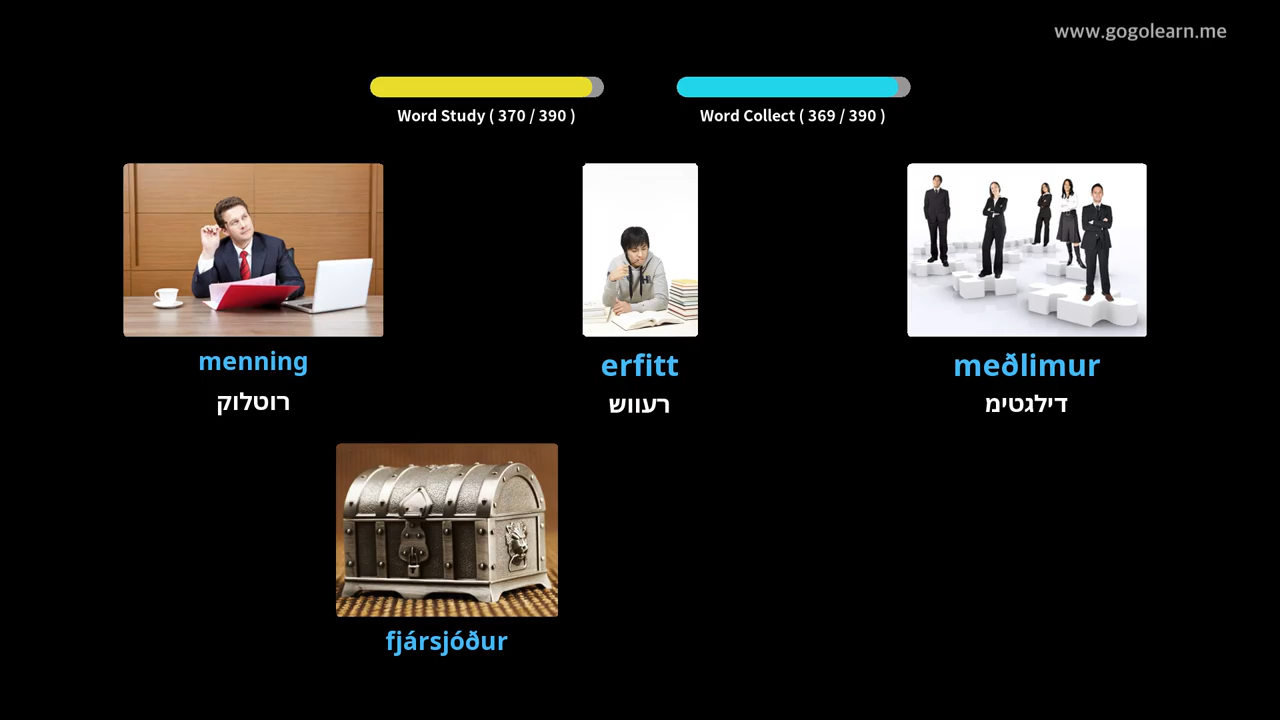 www.gogolearn.me
Word Study ( 370 / 390 )
Word Collect ( 369 / 390 )
menning
רוטלוק
erfitt
רעווש
meðlimur
דילגטימ
fjársjóður